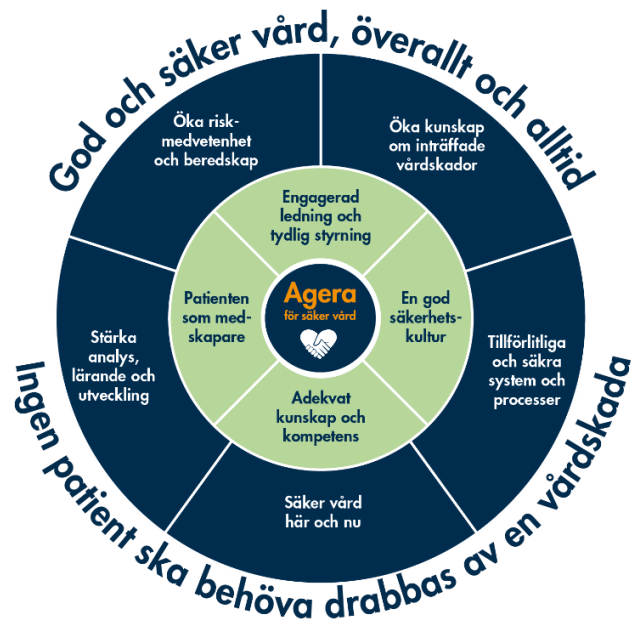 God och säker vård, överallt och alltid
Öka risk-
medvetenhet
och beredskap
Öka kunskap
om inträffade
vårdskador
Engagerad
ledning och
tydlig styrning
Patienten
som med-
skapare
Agera
för säker vård
En god
säkerhets-
kultur
Stärka
analys,
lärande och
utveckling
Tillförlitliga
och säkra
system och
processer
Adekvat
kunskap och
kompetens
Säker vård
här och nu
Ingen patient ska behöva drabbas av en vårdskada